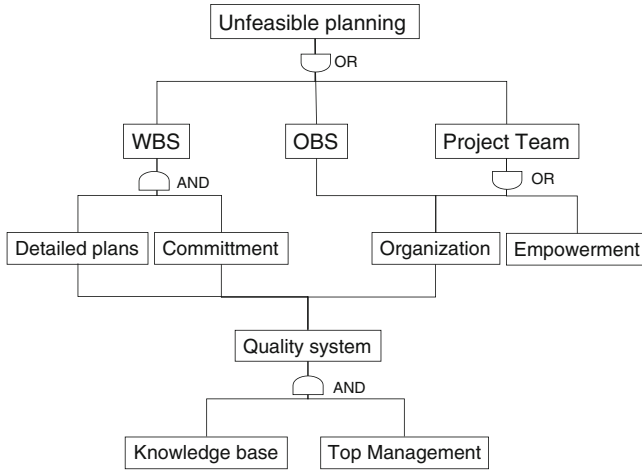 Unfeasible planning
OR
WBS
OBS
Project Team
AND
OR
Detailed plans
Committment
Organization
Empowerment
Quality system
AND
Knowledge base
Top Management